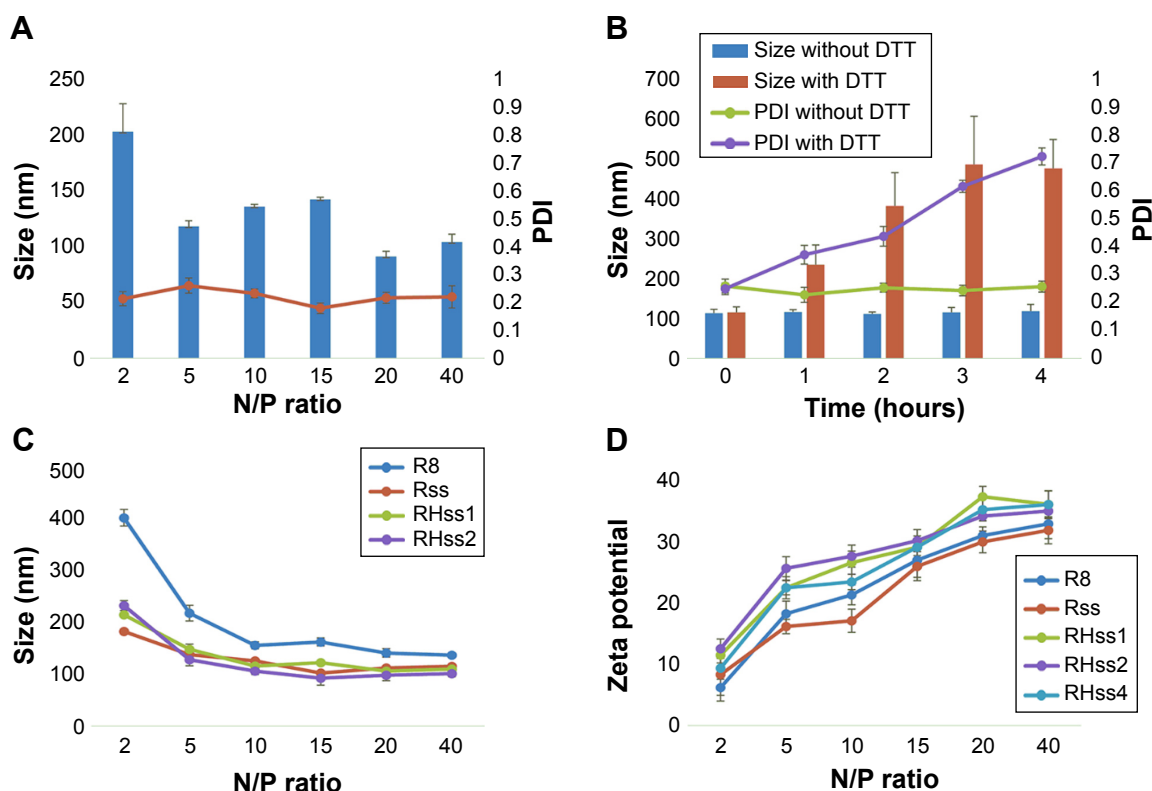 A
250
200
150
100
50
0
Size (nm)
1
0.9
0.8
0.7
0.6
0.5
0.4
0.3
0.2
0.1
0
PDI
2 5 10 15 20 40
N/P ratio
B
Size without DTT
Size with DTT
PDI without DTT
PDI with DTT
700
600
500
400
300
200
100
0
Size (nm)
1
0.9
0.8
0.7
0.6
0.5
0.4
0.3
0.2
0.1
0
PDI
0 1 2 3 4
Time (hours)
C
500
400
300
200
100
0
Size (nm)
R8
Rss
RHss1
RHss2
2 5 10 15 20 40
N/P ratio
D
40
30
20
10
0
Zeta potential
R8
Rss
RHss1
RHss2
RHss4
2 5 10 15 20 40
N/P ratio